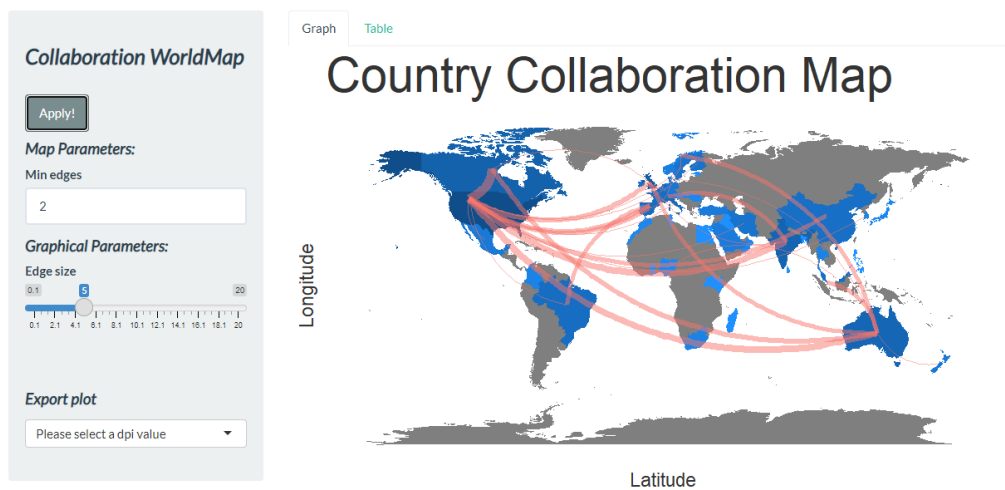 Collaboration WorldMap
Apply!
Map Parameters:
Min edges
2
Graphical Parameters:
Edge size
0.1 5 20
0.1 2.1 4.1 6.1 8.1 10.1 12.1 14.1 16.1 18.1 20
Export plot
Please select a dpi value
Graph Table
Country Collaboration Map
Longitude
Latitude